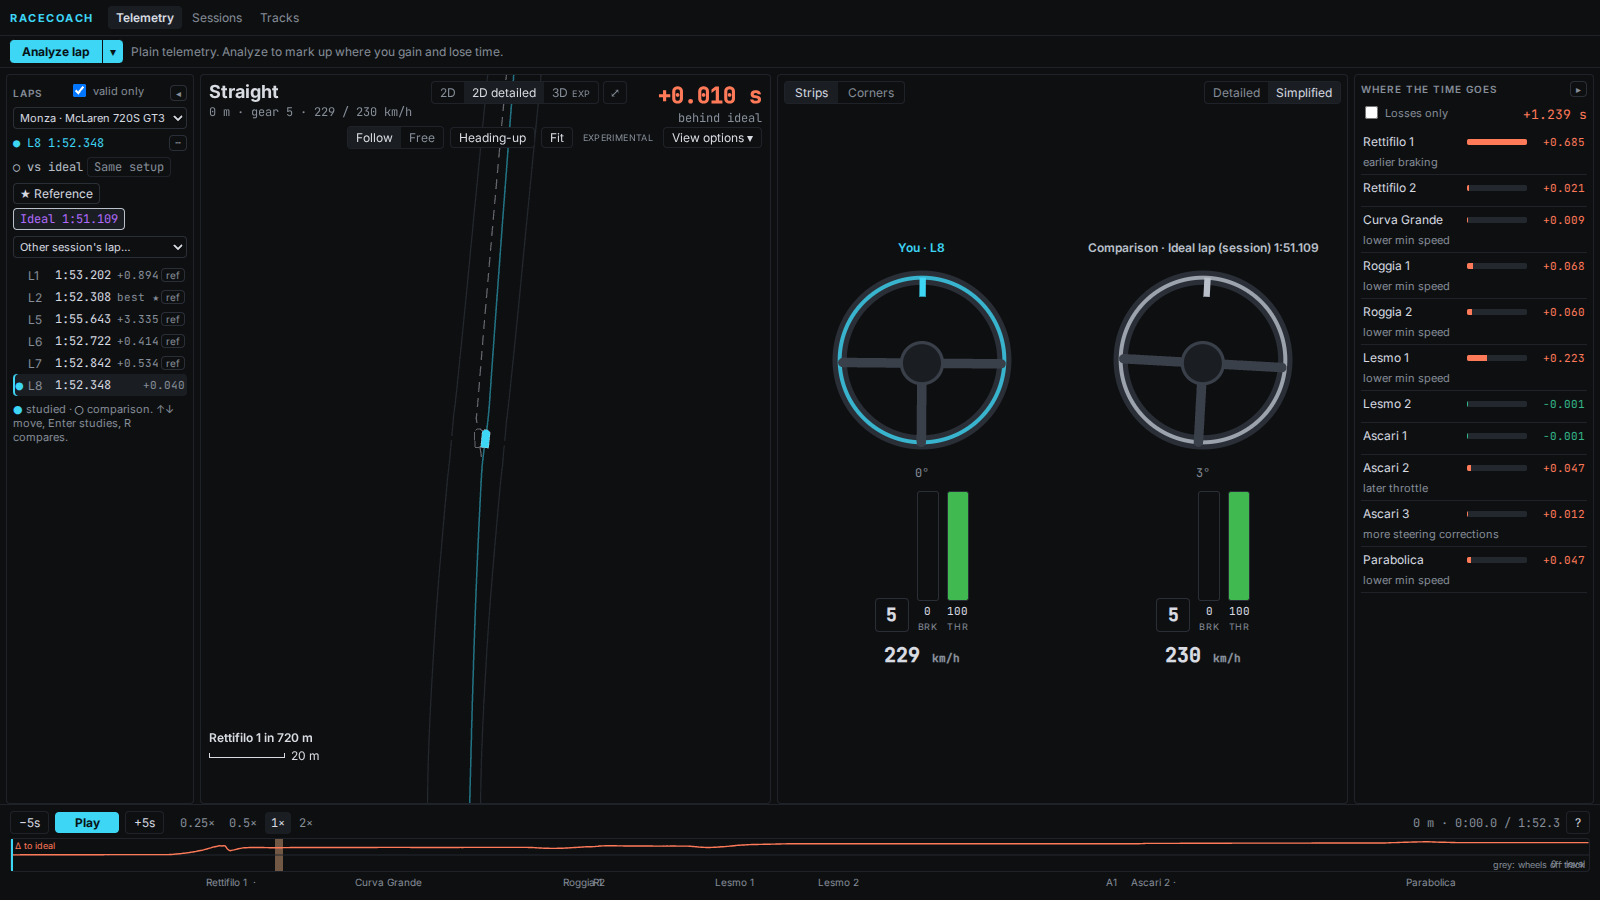 RACECOACH Telemetry Sessions Tracks
Analyze lap ▾ Plain telemetry. Analyze to mark up where you gain and lose time.
LAPS valid only ◂
Monza · McLaren 720S GT3
L8 1:52.348 −
vs ideal Same setup
★ Reference
Ideal 1:51.109
Other session's lap…
L1 1:53.202 +0.894 ref
L2 1:52.308 best ★ ref
L5 1:55.643 +3.335 ref
L6 1:52.722 +0.414 ref
L7 1:52.842 +0.534 ref
L8 1:52.348 +0.040
● studied · ○ comparison. ↑↓
move, Enter studies, R
compares.
Straight
0 m · gear 5 · 229 / 230 km/h
2D 2D detailed 3D EXP ⤢
+0.010 s
behind ideal
Follow Free Heading-up Fit EXPERIMENTAL View options ▾
Rettifilo 1 in 720 m
20 m
Strips Corners
Detailed Simplified
You · L8
0°
5
0 100
BRK THR
229 km/h
Comparison · Ideal lap (session) 1:51.109
3°
5
0 100
BRK THR
230 km/h
WHERE THE TIME GOES ▸
Losses only +1.239 s
Rettifilo 1 +0.685
earlier braking
Rettifilo 2 +0.021
Curva Grande +0.009
lower min speed
Roggia 1 +0.068
lower min speed
Roggia 2 +0.060
lower min speed
Lesmo 1 +0.223
lower min speed
Lesmo 2 -0.001
Ascari 1 -0.001
Ascari 2 +0.047
later throttle
Ascari 3 +0.012
more steering corrections
Parabolica +0.047
lower min speed
−5s Play +5s 0.25× 0.5× 1× 2×
0 m · 0:00.0 / 1:52.3 ?
Δ to ideal
grey: wheels off track
Rettifilo 1 · Curva Grande Roggia R2 Lesmo 1 Lesmo 2 A1 Ascari 2 · Parabolica